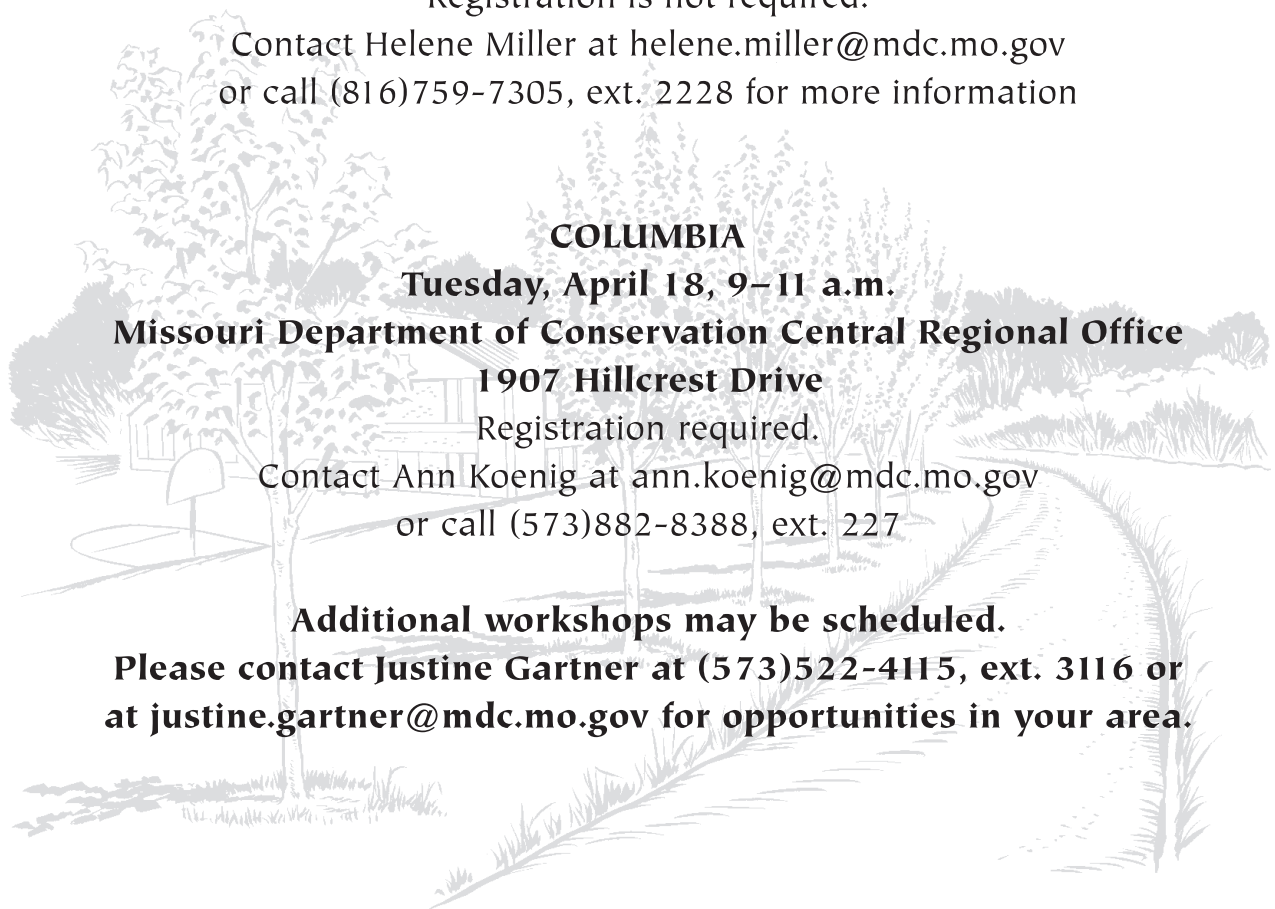 Registration is not required.
Contact Helene Miller at helene.miller@mdc.mo.gov
or call (816)759-7305, ext. 2228 for more information
COLUMBIA
Tuesday, April 18, 9–11 a.m.
Missouri Department of Conservation Central Regional Office
1907 Hillcrest Drive
Registration required.
Contact Ann Koenig at ann.koenig@mdc.mo.gov
or call (573)882-8388, ext. 227
Additional workshops may be scheduled.
Please contact Justine Gartner at (573)522-4115, ext. 3116 or
at justine.gartner@mdc.mo.gov for opportunities in your area.